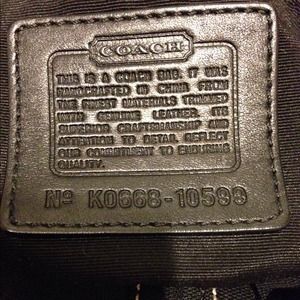 COACH
THIS IS A COACH BAG. IT WAS
HANDCRAFTED IN CHINA FROM
THE FINEST MATERIALS TRIMMED
WITH GENUINE LEATHER. ITS
SUPERIOR CRAFTSMANSHIP AND
ATTENTION TO DETAIL REFLECT
OUR COMMITMENT TO ENDURING
QUALITY.
Nº K0668-10599